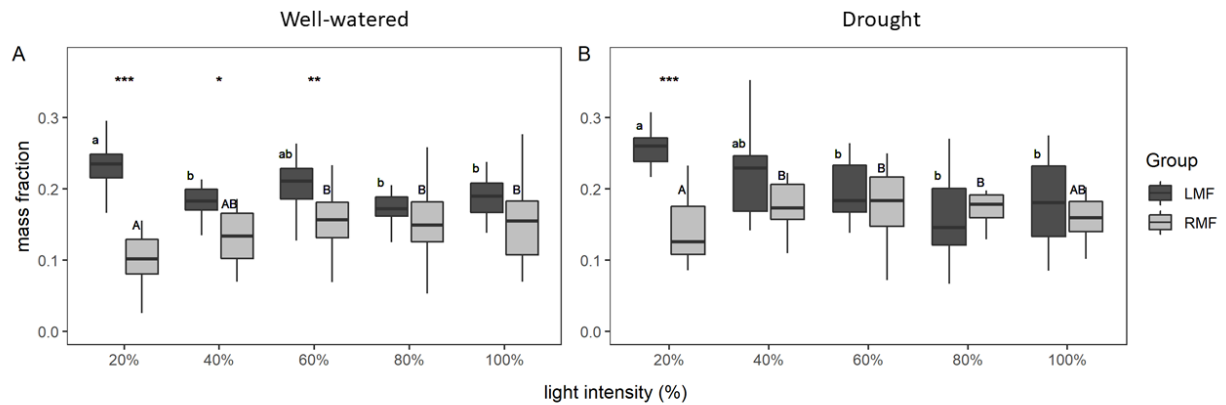 Well-watered
Drought
A
B
*** * **
***
mass fraction
0.3
0.2
0.1
0.0
a A b AB ab B b B b B
20% 40% 60% 80% 100%
0.3
0.2
0.1
0.0
a A ab B b B b B b AB
20% 40% 60% 80% 100%
light intensity (%)
Group
LMF
RMF